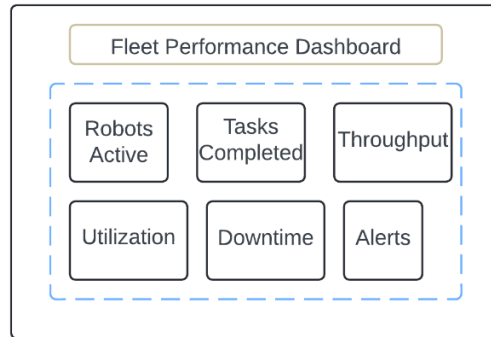 Fleet Performance Dashboard
Robots
Active
Tasks
Completed
Throughput
Utilization
Downtime
Alerts